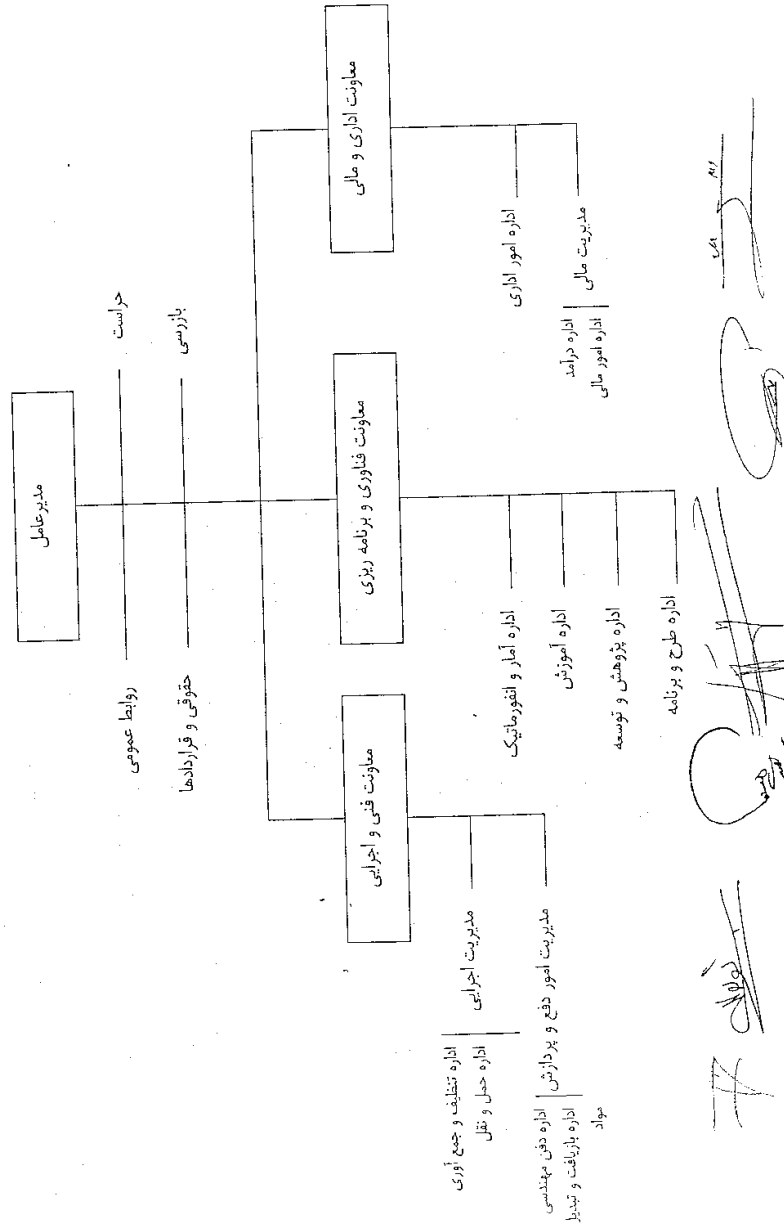 مدیرعامل
حراست
روابط عمومی
بازرسی
حقوقی و قراردادها
معاونت اداری و مالی
معاونت فناوری و برنامه ریزی
معاونت فنی و اجرایی
اداره امور اداری
مدیریت مالی
اداره درآمد
اداره امور مالی
اداره آمار و انفورماتیک
اداره آموزش
اداره پژوهش و توسعه
اداره طرح و برنامه
مدیریت اجرایی
اداره تنظیف و جمع آوری
اداره حمل و نقل
مدیریت امور دفع و پردازش
اداره دفن مهندسی
اداره بازیافت و تبدیل
مواد